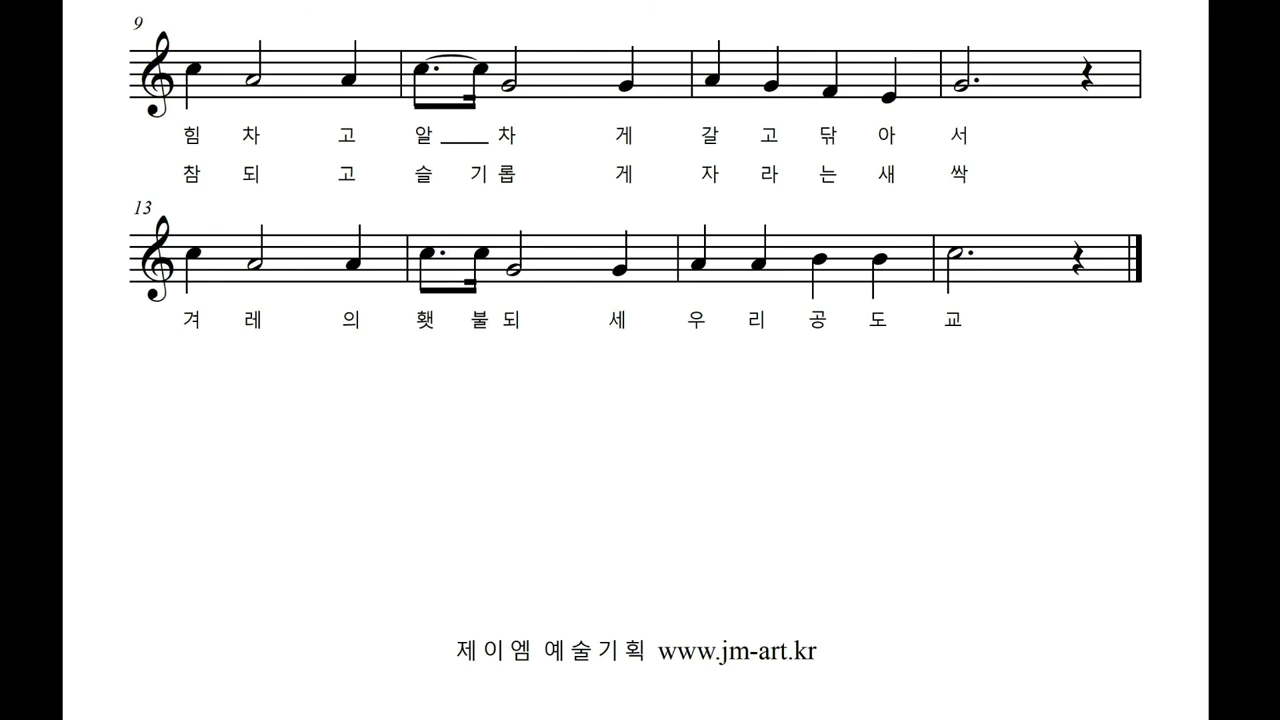 9
힘 차 고 알 차 게 갈 고 닦 아 서
참 되 고 슬 기 롭 게 자 라 는 새 싹
13
겨 레 의 횃 불 되 세 우 리 공 도 교
제이엠 예술기획 www.jm-art.kr